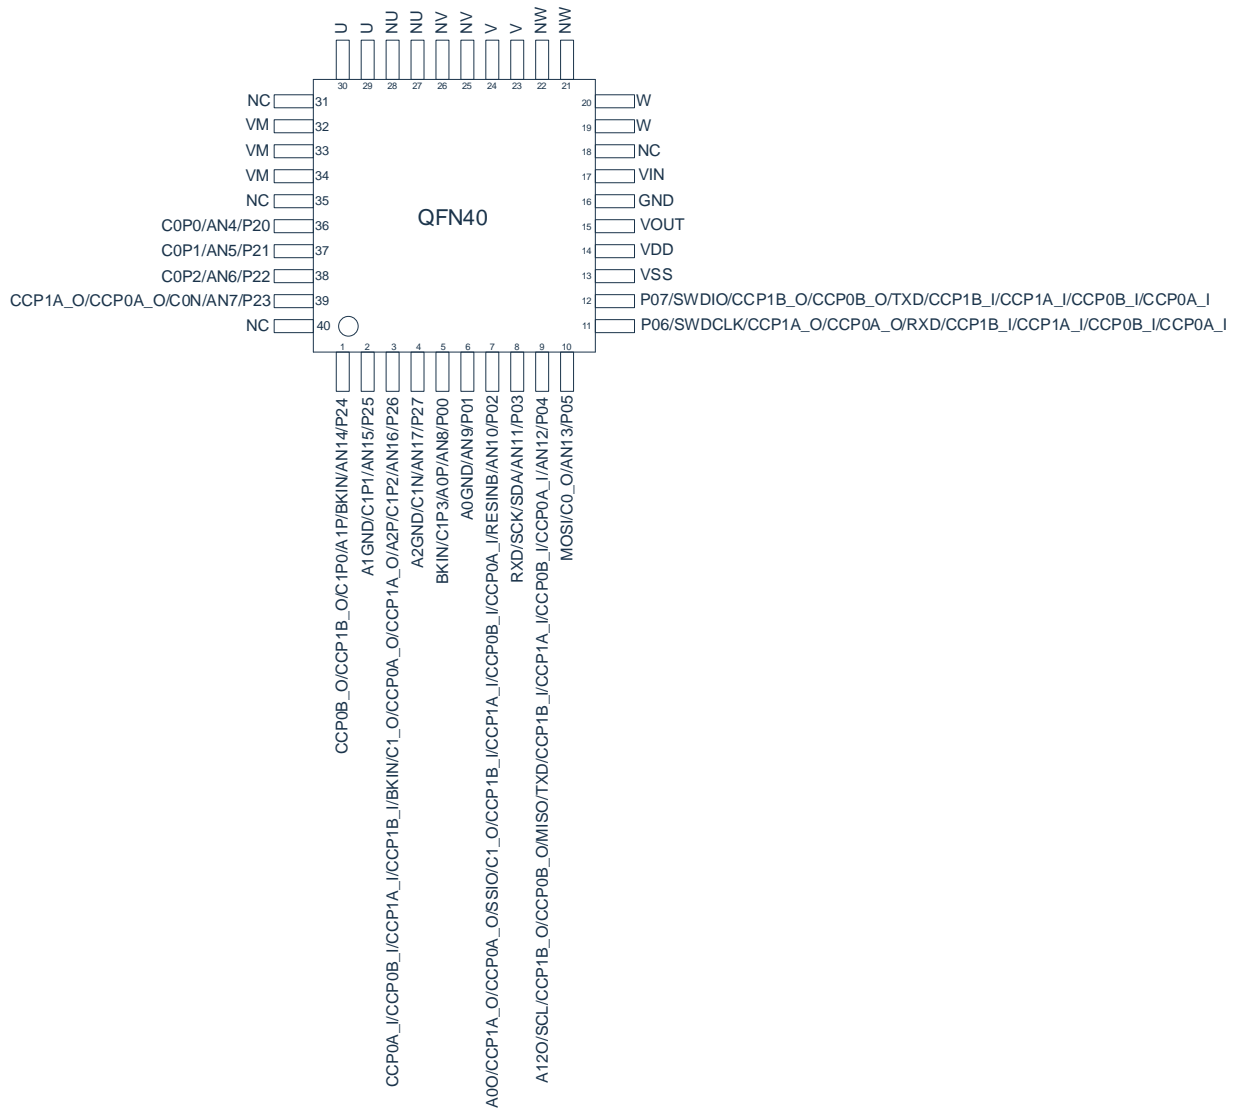 U
U
NU
NU
NV
NV
V
V
NW
NW
30
29
28
27
26
25
24
23
22
21
NC 31
VM 32
VM 33
VM 34
NC 35
C0P0/AN4/P20 36
C0P1/AN5/P21 37
C0P2/AN6/P22 38
CCP1A_O/CCP0A_O/C0N/AN7/P23 39
NC 40
QFN40
20 W
19 W
18 NC
17 VIN
16 GND
15 VOUT
14 VDD
13 VSS
12 P07/SWDIO/CCP1B_O/CCP0B_O/TXD/CCP1B_I/CCP1A_I/CCP0B_I/CCP0A_I
11 P06/SWDCLK/CCP1A_O/CCP0A_O/RXD/CCP1B_I/CCP1A_I/CCP0B_I/CCP0A_I
1
2
3
4
5
6
7
8
9
10
CCP0B_O/CCP1B_O/C1P0/A1P/BKIN/AN14/P24
A1GND/C1P1/AN15/P25
CCP0A_I/CCP0B_I/CCP1A_I/CCP1B_I/BKIN/C1_O/CCP0A_O/CCP1A_O/A2P/C1P2/AN16/P26
A2GND/C1N/AN17/P27
BKIN/C1P3/A0P/AN8/P00
A0GND/AN9/P01
A0O/CCP1A_O/CCP0A_O/SSIO/C1_O/CCP1B_I/CCP1A_I/CCP0B_I/CCP0A_I/RESINB/AN10/P02
RXD/SCK/SDA/AN11/P03
A12O/SCL/CCP1B_O/CCP0B_O/MISO/TXD/CCP1B_I/CCP1A_I/CCP0B_I/CCP0A_I/AN12/P04
MOSI/C0_O/AN13/P05